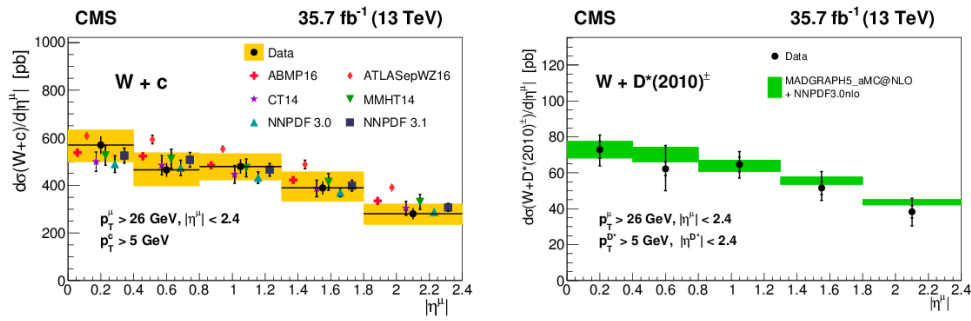 CMS 35.7 fb⁻¹ (13 TeV)
dσ(W+c)/d|η^μ| [pb]
1000
800
600
400
200
0
W + c
Data
ABMP16
ATLASepWZ16
CT14
MMHT14
NNPDF 3.0
NNPDF 3.1
p_T^μ > 26 GeV, |η^μ| < 2.4
p_T^c > 5 GeV
0 0.2 0.4 0.6 0.8 1 1.2 1.4 1.6 1.8 2 2.2 2.4
|η^μ|
CMS 35.7 fb⁻¹ (13 TeV)
dσ(W+D*(2010)^±)/d|η^μ| [pb]
120
100
80
60
40
20
0
W + D*(2010)^±
Data
MADGRAPH5_aMC@NLO
+ NNPDF3.0nlo
p_T^μ > 26 GeV, |η^μ| < 2.4
p_T^D* > 5 GeV, |η^D*| < 2.4
0 0.2 0.4 0.6 0.8 1 1.2 1.4 1.6 1.8 2 2.2 2.4
|η^μ|